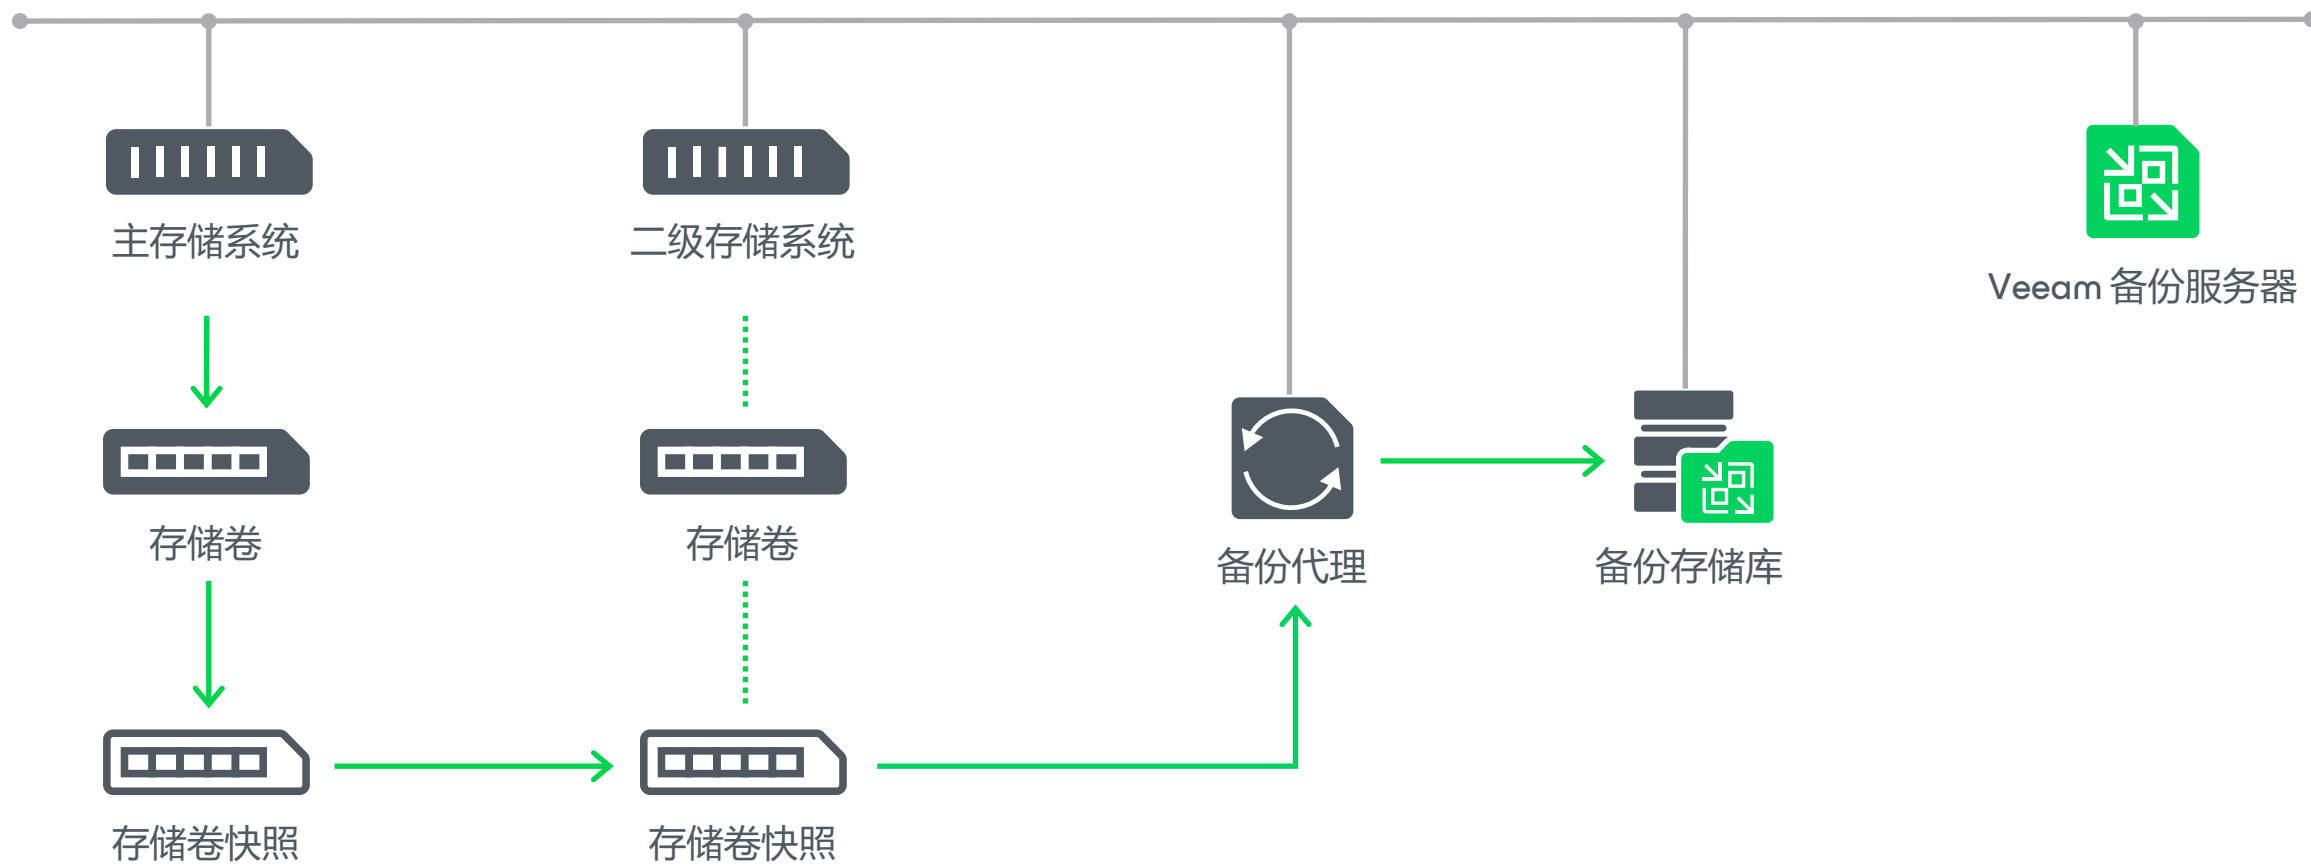 主存储系统
二级存储系统
Veeam 备份服务器
存储卷
存储卷
备份代理
备份存储库
存储卷快照
存储卷快照